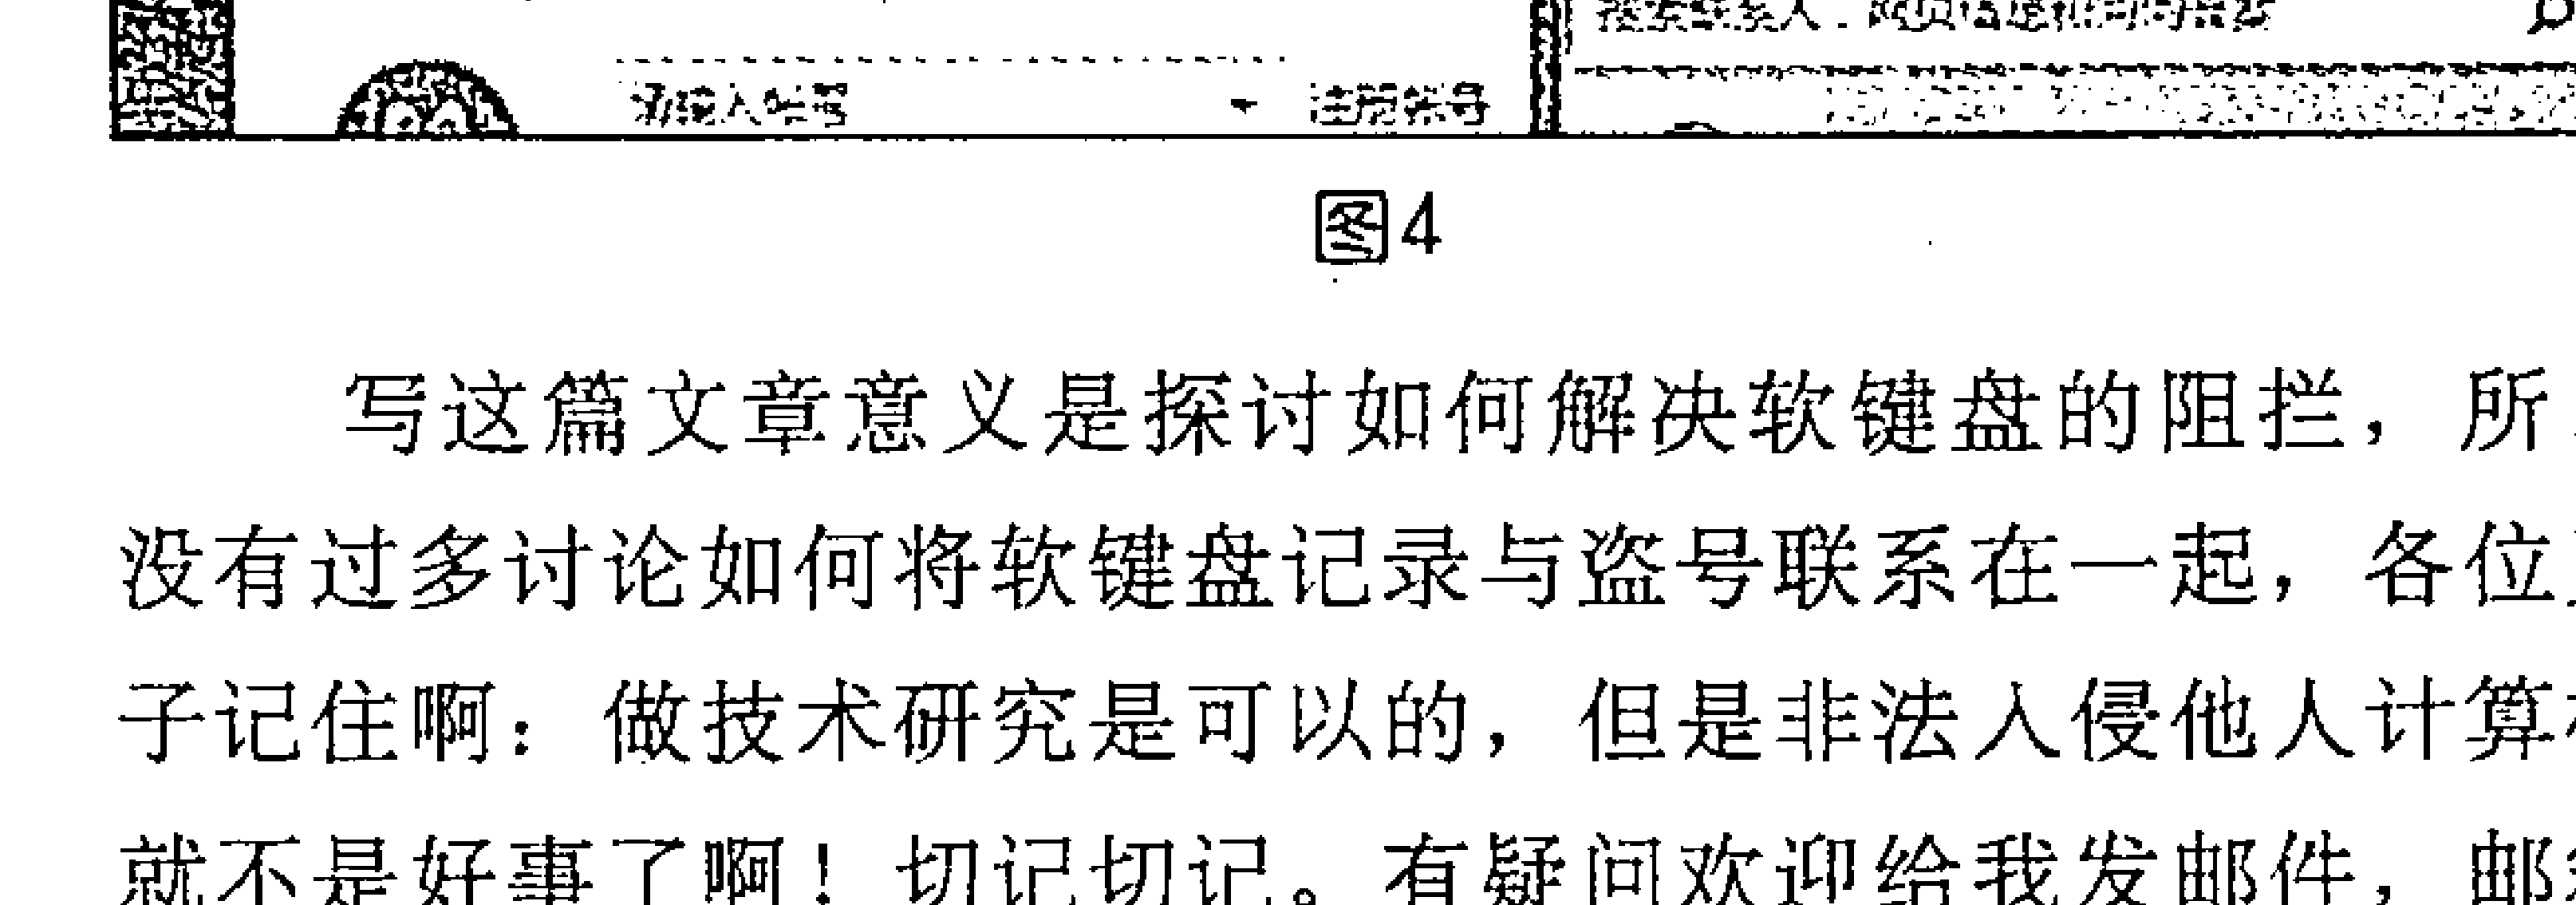 注册帐号
图4
写这篇文章意义是探讨如何解决软键盘的阻拦，所
没有过多讨论如何将软键盘记录与盗号联系在一起，各位
子记住啊：做技术研究是可以的，但是非法入侵他人计算
就不是好事了啊！切记切记。有疑问欢迎给我发邮件，邮